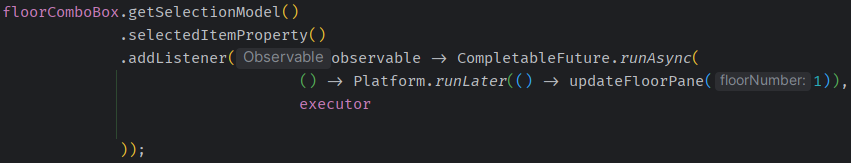 floorComboBox.getSelectionModel()
.selectedItemProperty()
.addListener( Observable observable -> CompletableFuture.runAsync(
() -> Platform.runLater(() -> updateFloorPane( floorNumber: 1)),
executor
));